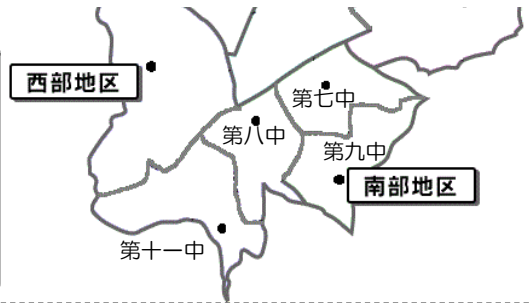 西部地区
第七中
第八中
第九中
南部地区
第十一中